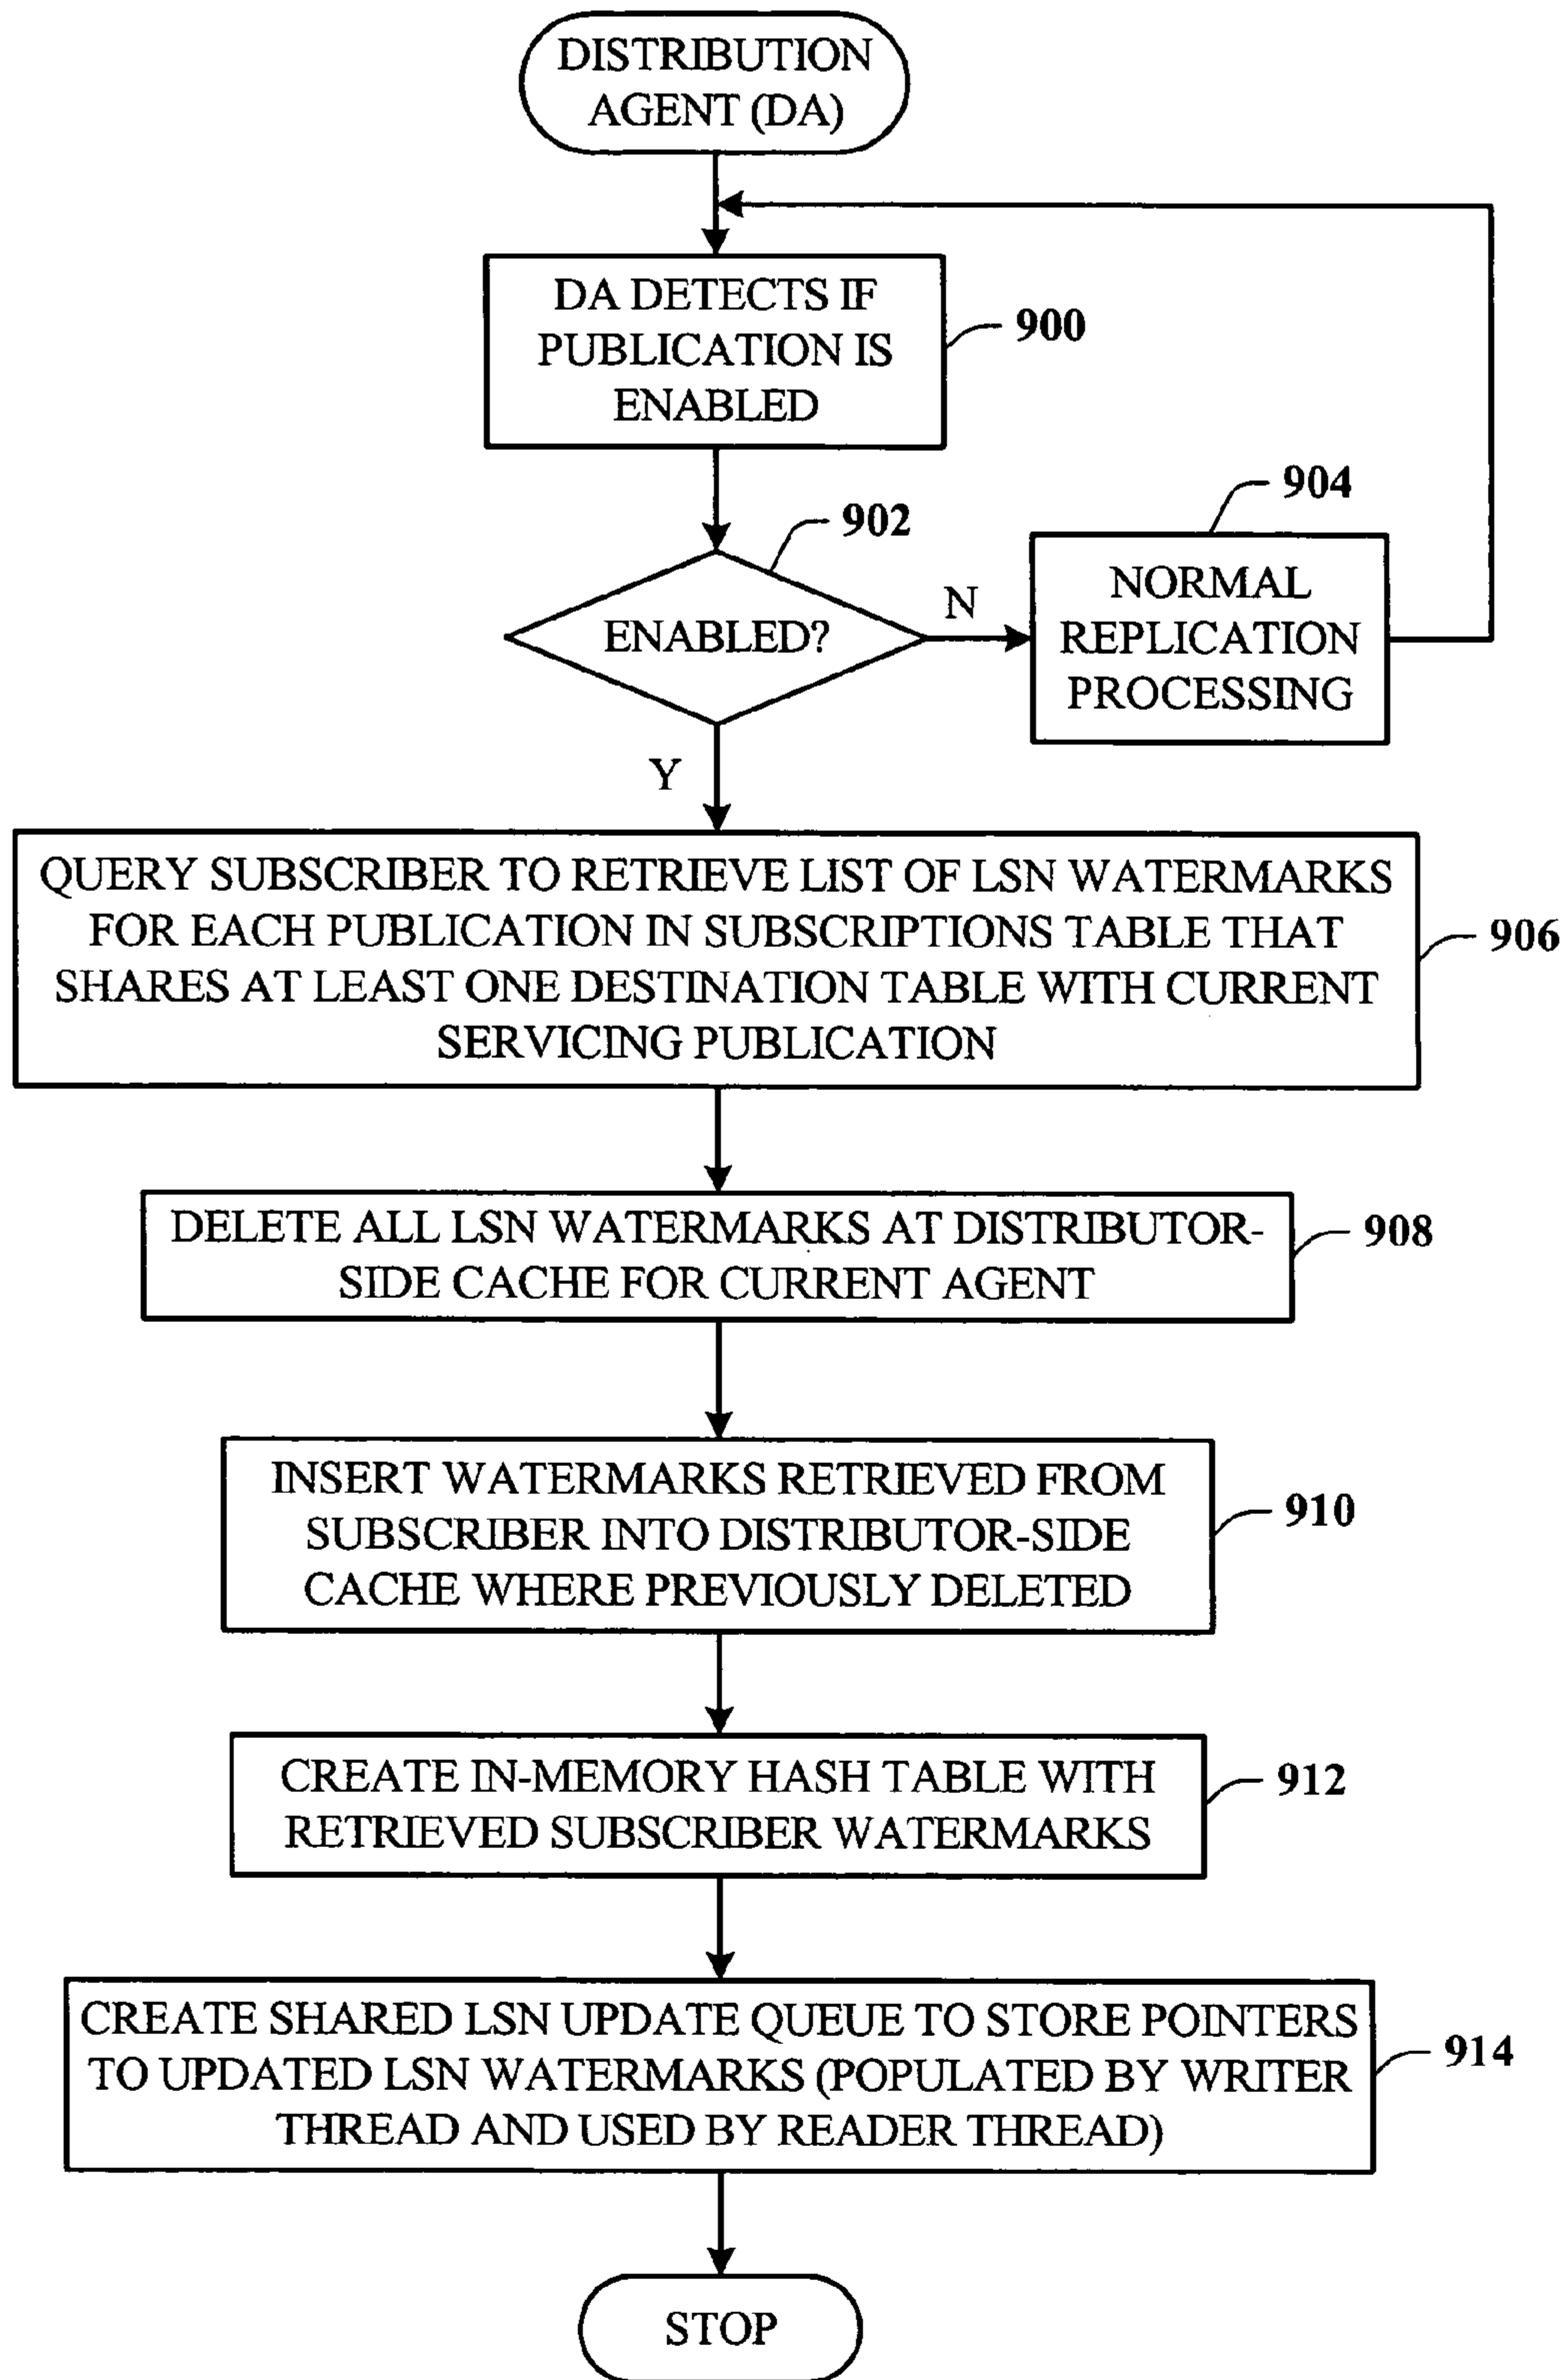 DISTRIBUTION
AGENT (DA)
DA DETECTS IF
PUBLICATION IS
ENABLED
900
902
904
ENABLED?
N
NORMAL
REPLICATION
PROCESSING
Y
QUERY SUBSCRIBER TO RETRIEVE LIST OF LSN WATERMARKS
FOR EACH PUBLICATION IN SUBSCRIPTIONS TABLE THAT
SHARES AT LEAST ONE DESTINATION TABLE WITH CURRENT
SERVICING PUBLICATION
906
DELETE ALL LSN WATERMARKS AT DISTRIBUTOR-
SIDE CACHE FOR CURRENT AGENT
908
INSERT WATERMARKS RETRIEVED FROM
SUBSCRIBER INTO DISTRIBUTOR-SIDE
CACHE WHERE PREVIOUSLY DELETED
910
CREATE IN-MEMORY HASH TABLE WITH
RETRIEVED SUBSCRIBER WATERMARKS
912
CREATE SHARED LSN UPDATE QUEUE TO STORE POINTERS
TO UPDATED LSN WATERMARKS (POPULATED BY WRITER
THREAD AND USED BY READER THREAD)
914
STOP